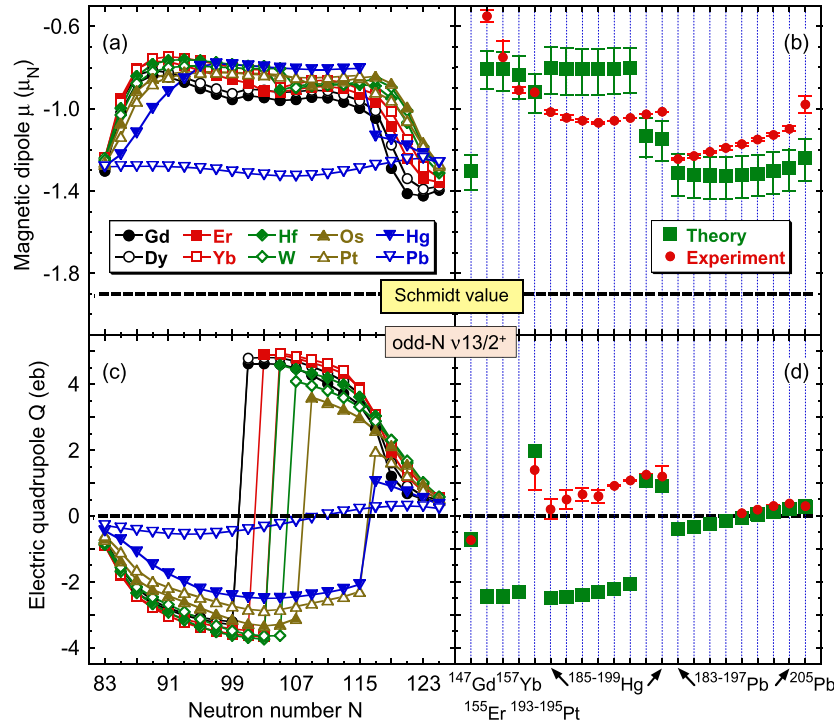 (a)
(b)
-0.6
-1.0
-1.4
-1.8
Magnetic dipole μ (μN)
Gd Er Hf Os Hg
Dy Yb W Pt Pb
Theory
Experiment
Schmidt value
odd-N ν13/2⁺
(c)
(d)
4
2
0
-2
-4
Electric quadrupole Q (eb)
83 91 99 107 115 123
Neutron number N
¹⁴⁷Gd ¹⁵⁷Yb ¹⁸⁵⁻¹⁹⁹Hg ¹⁸³⁻¹⁹⁷Pb ²⁰⁵Pb
¹⁵⁵Er ¹⁹³⁻¹⁹⁵Pt